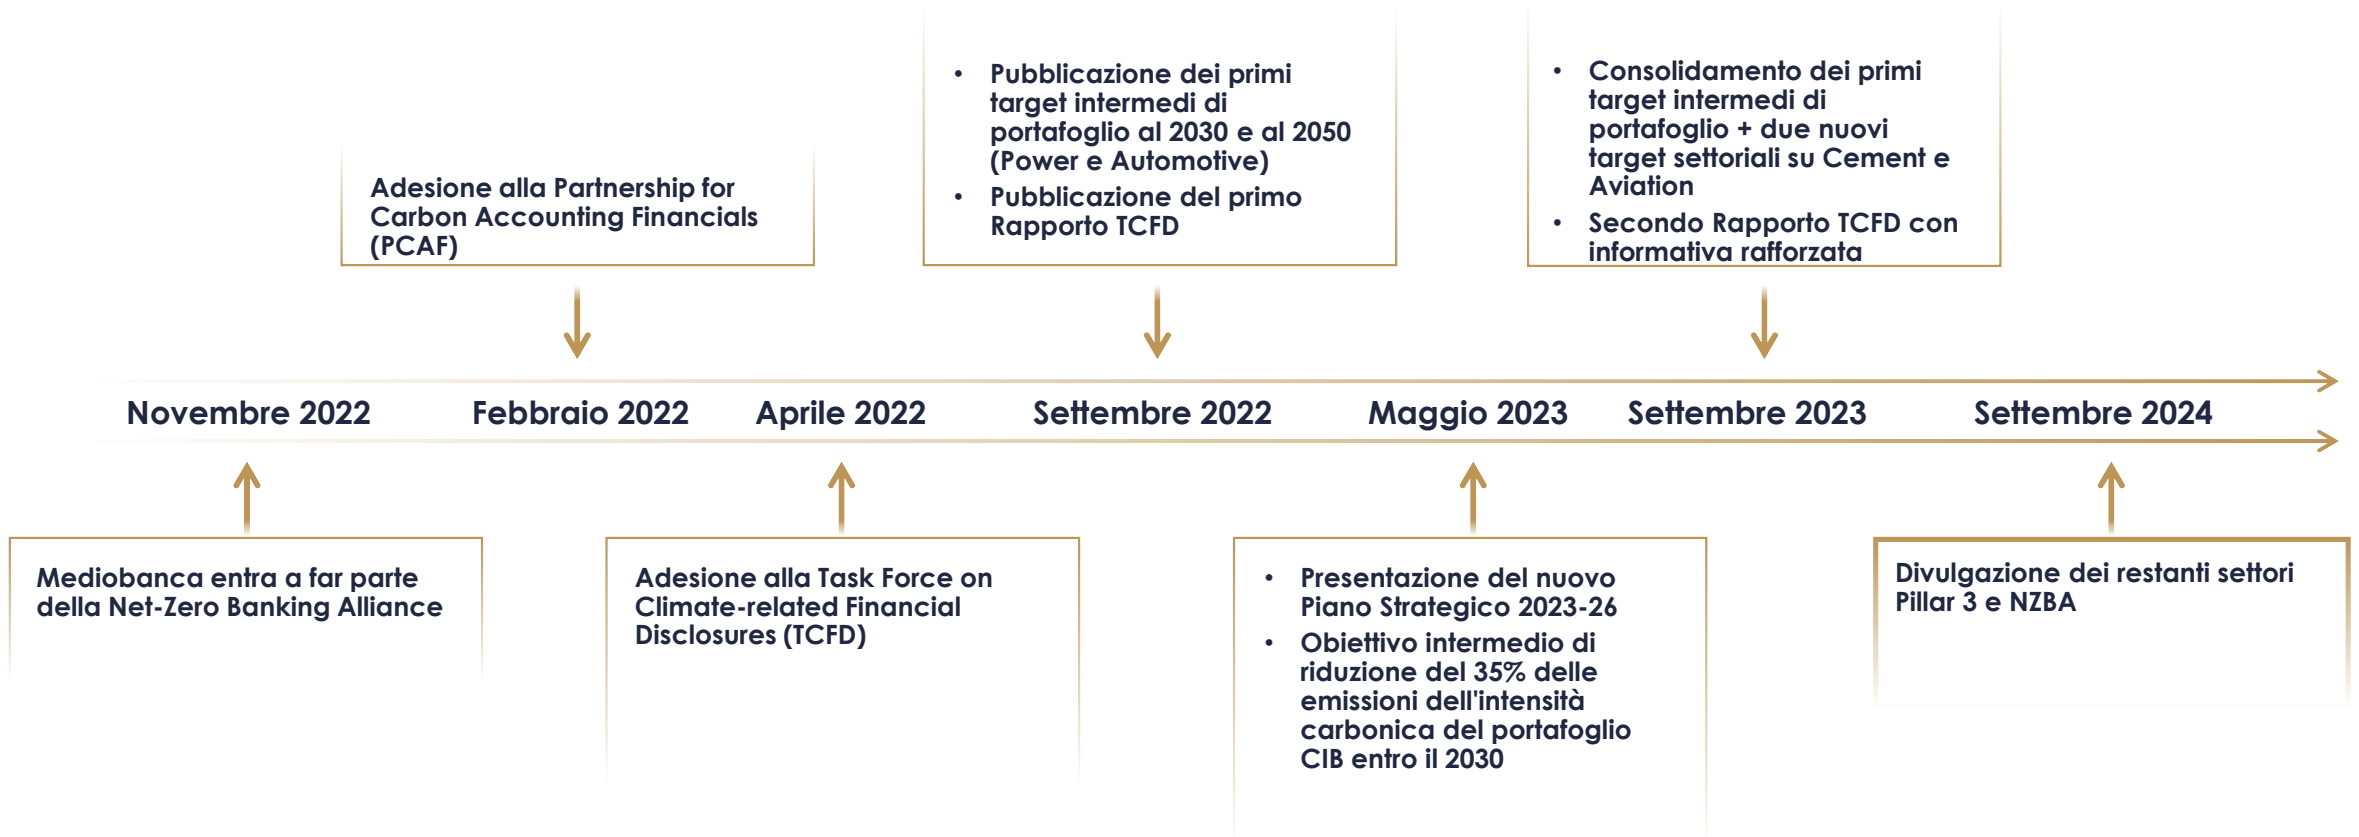 Adesione alla Partnership for
Carbon Accounting Financials
(PCAF)
• Pubblicazione dei primi
target intermedi di
portafoglio al 2030 e al 2050
(Power e Automotive)
• Pubblicazione del primo
Rapporto TCFD
• Consolidamento dei primi
target intermedi di
portafoglio + due nuovi
target settoriali su Cement e
Aviation
• Secondo Rapporto TCFD con
informativa rafforzata
Novembre 2022
Febbraio 2022
Aprile 2022
Settembre 2022
Maggio 2023
Settembre 2023
Settembre 2024
Mediobanca entra a far parte
della Net-Zero Banking Alliance
Adesione alla Task Force on
Climate-related Financial
Disclosures (TCFD)
• Presentazione del nuovo
Piano Strategico 2023-26
• Obiettivo intermedio di
riduzione del 35% delle
emissioni dell'intensità
carbonica del portafoglio
CIB entro il 2030
Divulgazione dei restanti settori
Pillar 3 e NZBA